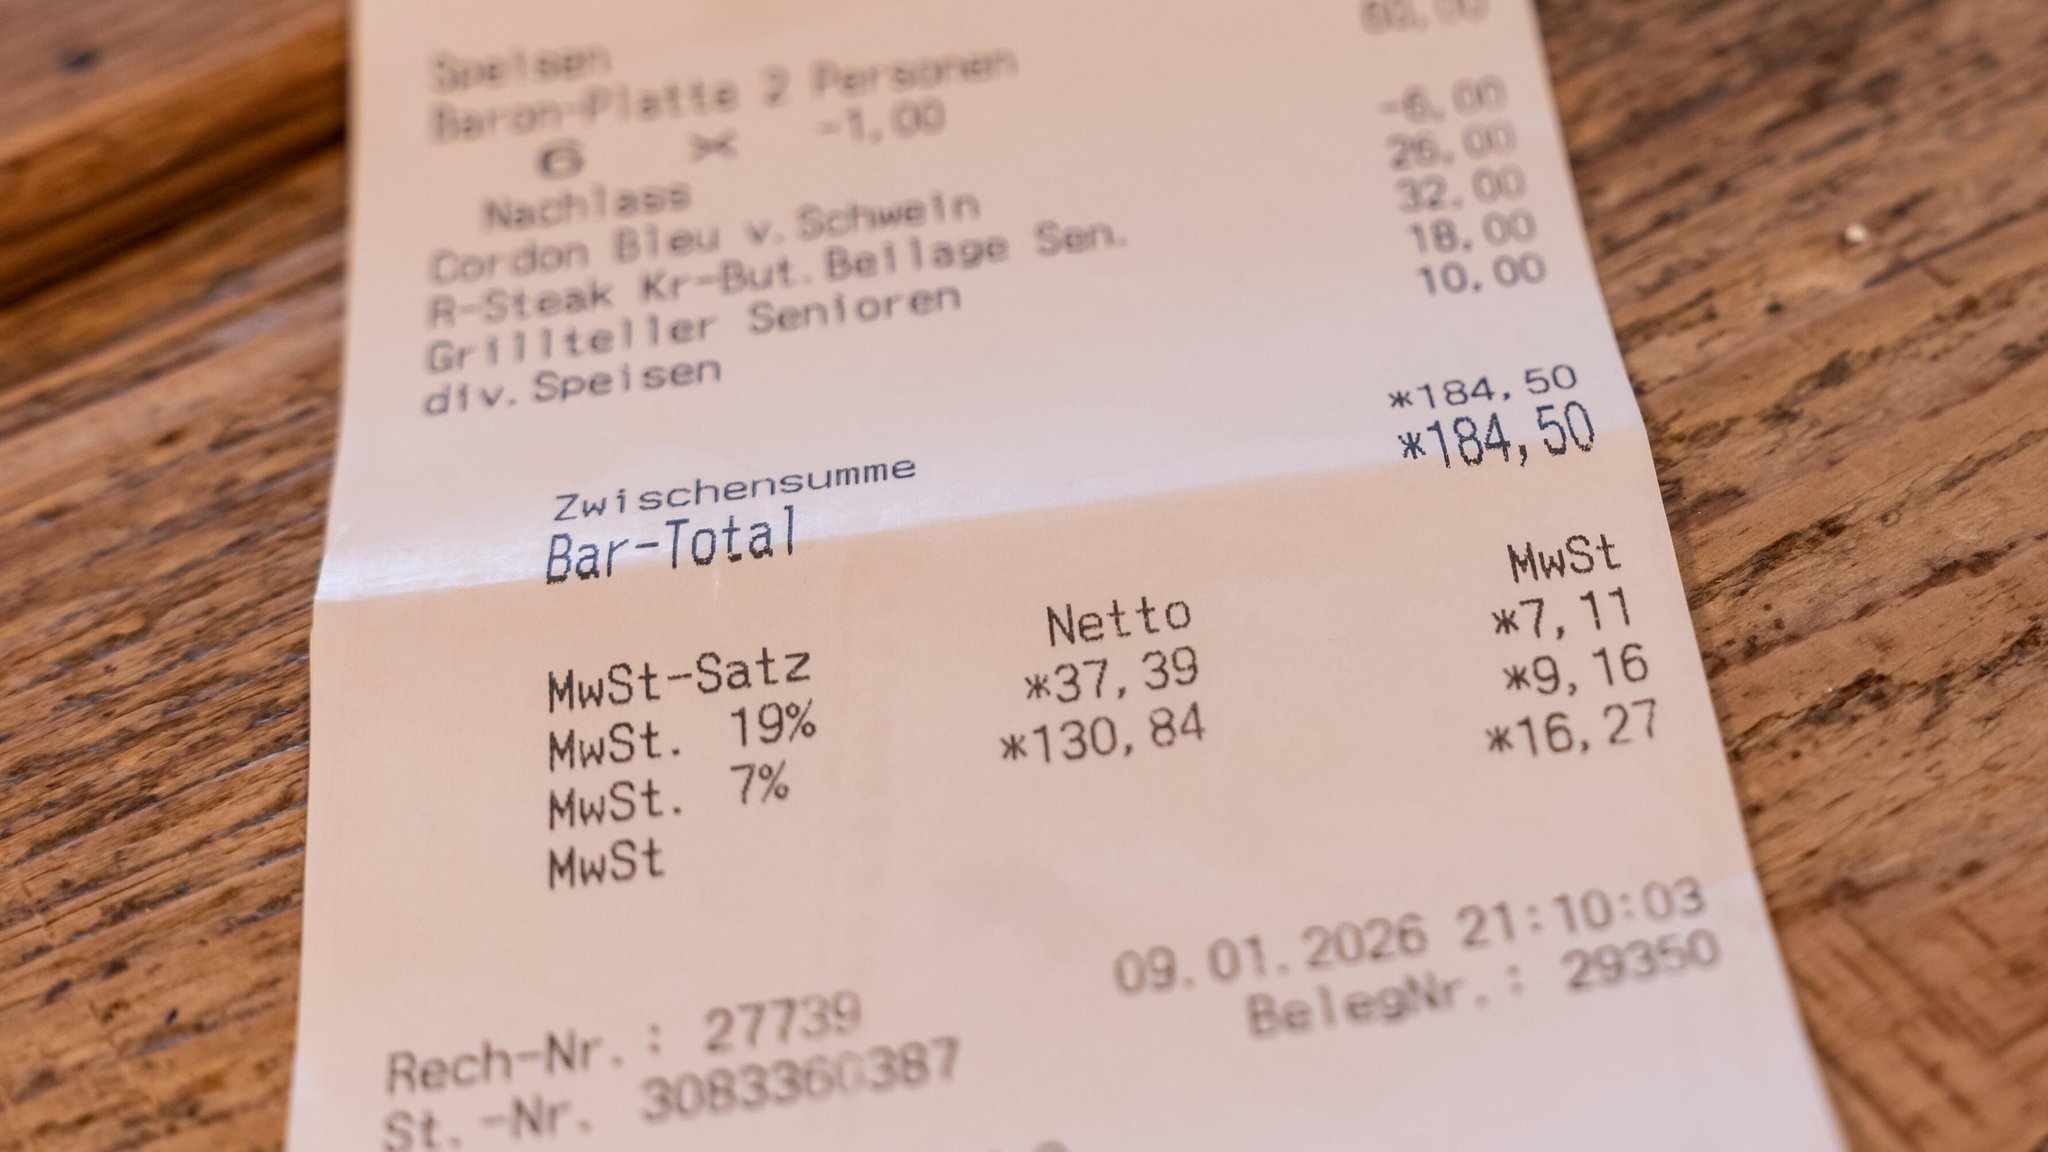 Speisen
Baron-Platte 2 Personen 60,00
6 x -1,00
Nachlass -6,00
Cordon Bleu v.Schwein 26,00
R-Steak Kr-But.Beilage Sen. 32,00
Grillteller Senioren 18,00
div.Speisen 10,00
Zwischensumme *184,50
Bar-Total *184,50
MwSt-Satz Netto MwSt
MwSt. 19% *37,39 *7,11
MwSt. 7% *130,84 *9,16
MwSt *16,27
Rech-Nr.: 27739 09.01.2026 21:10:03
St.-Nr. 3083360387 BelegNr.: 29350